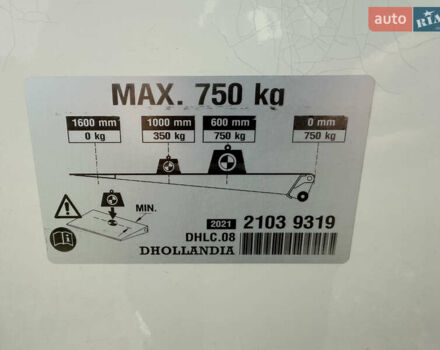 auto RIA
MAX. 750 kg
1600 mm 1000 mm 600 mm 0 mm
0 kg 350 kg 750 kg 750 kg
MIN.
2021 2103 9319
DHLC.08
DHOLLANDIA